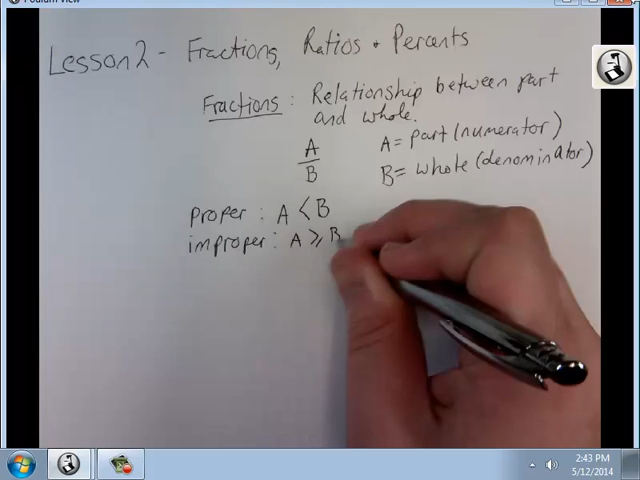 Podium View
Lesson 2 - Fractions, Ratios + Percents
Fractions : Relationship between part
and whole.
A/B
A = part (numerator)
B = whole (denominator)
proper : A < B
improper : A ⩾ B
2:43 PM
5/12/2014